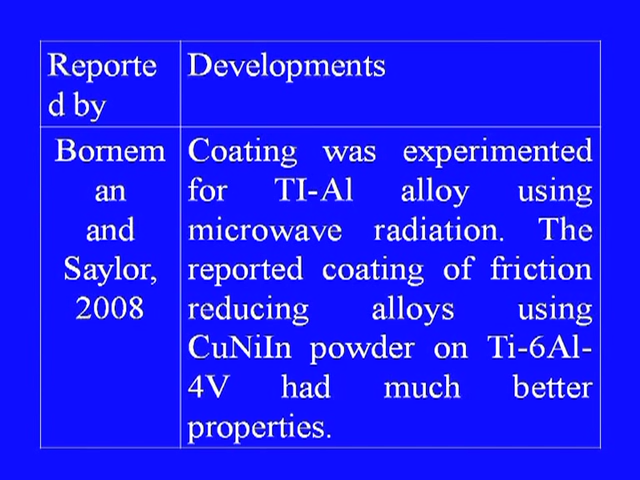 Reporte
d by
Developments
Bornem
an
and
Saylor,
2008
Coating was experimented
for TI-Al alloy using
microwave radiation. The
reported coating of friction
reducing alloys using
CuNiIn powder on Ti-6Al-
4V had much better
properties.